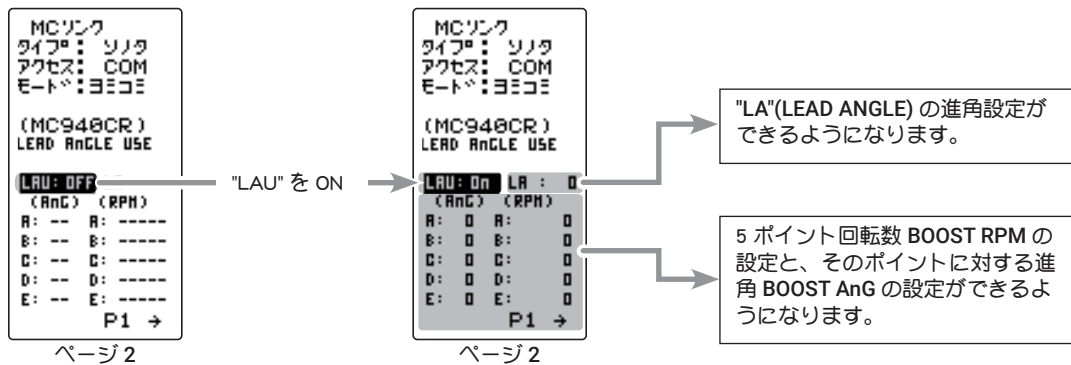 MCリンク
タイプ: ソノタ
アクセス: COM
モード:ヨミコミ
(MC940CR)
LEAD AnGLE USE
LAU: OFF
(AnG) (RPM)
A: -- A: -----
B: -- B: -----
C: -- C: -----
D: -- D: -----
E: -- E: -----
P1 →
ページ 2
"LAU" を ON
MCリンク
タイプ: ソノタ
アクセス: COM
モード:ヨミコミ
(MC940CR)
LEAD AnGLE USE
LAU: On LA : 0
(AnG) (RPM)
A: 0 A: 0
B: 0 B: 0
C: 0 C: 0
D: 0 D: 0
E: 0 E: 0
P1 →
ページ 2
"LA"(LEAD ANGLE) の進角設定が
できるようになります。
5 ポイント回転数 BOOST RPM の
設定と、そのポイントに対する進
角 BOOST AnG の設定ができるよ
うになります。